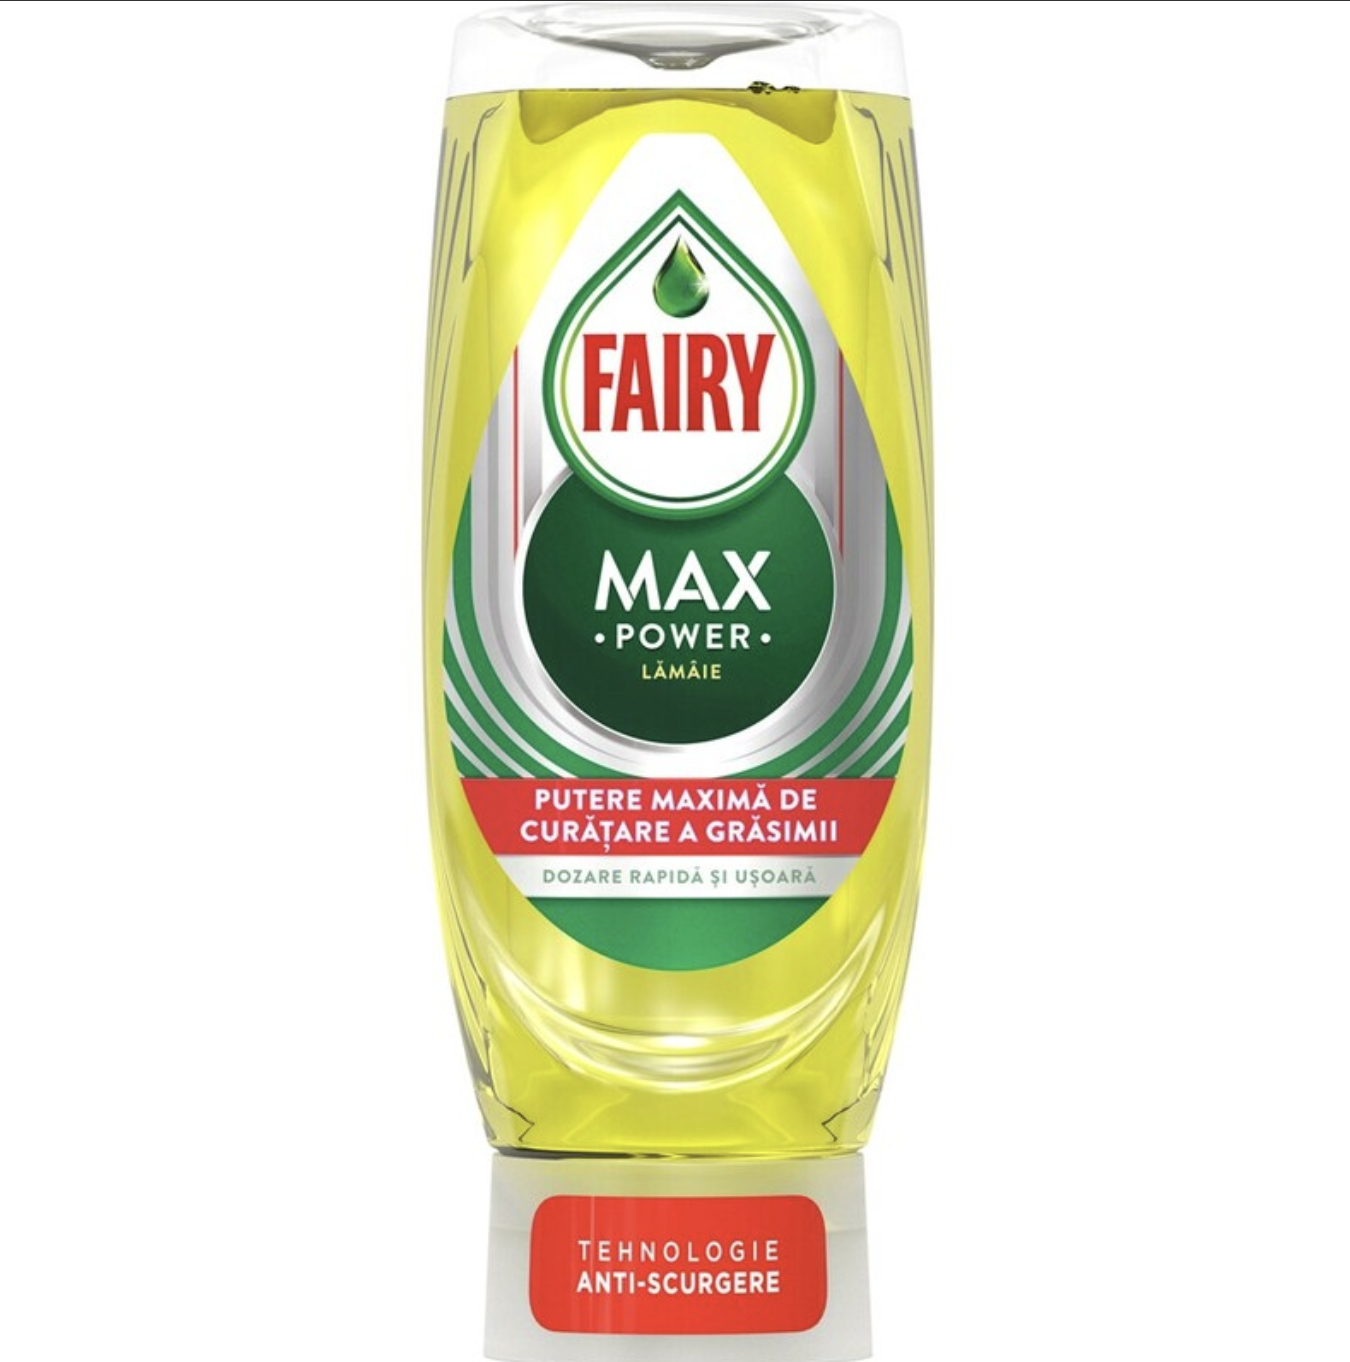 FAIRY
MAX
• POWER •
LĂMÂIE
PUTERE MAXIMĂ DE
CURĂȚARE A GRĂSIMII
DOZARE RAPIDĂ ȘI UȘOARĂ
TEHNOLOGIE
ANTI-SCURGERE